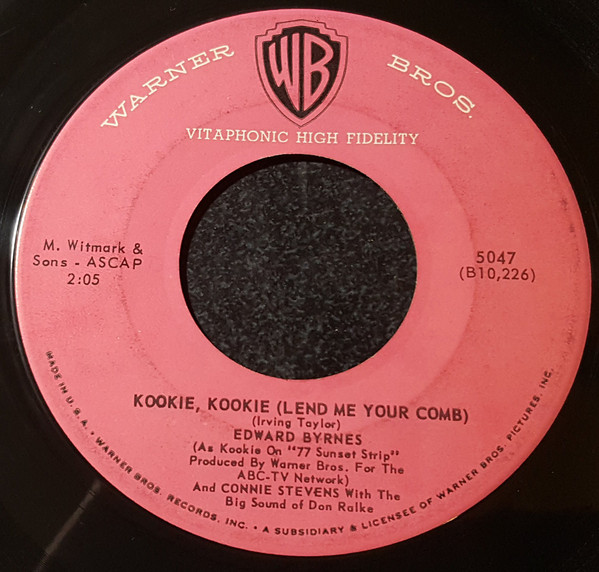 WB
WARNER BROS.
VITAPHONIC HIGH FIDELITY
M. Witmark &
Sons - ASCAP
2:05
5047
(B10,226)
KOOKIE, KOOKIE (LEND ME YOUR COMB)
(Irving Taylor)
EDWARD BYRNES
(As Kookie On "77 Sunset Strip"
Produced By Warner Bros. For The
ABC-TV Network)
And CONNIE STEVENS With The
Big Sound of Don Ralke
MADE IN U.S.A. • WARNER BROS. RECORDS, INC. • A SUBSIDIARY & LICENSEE OF WARNER BROS. PICTURES, INC.